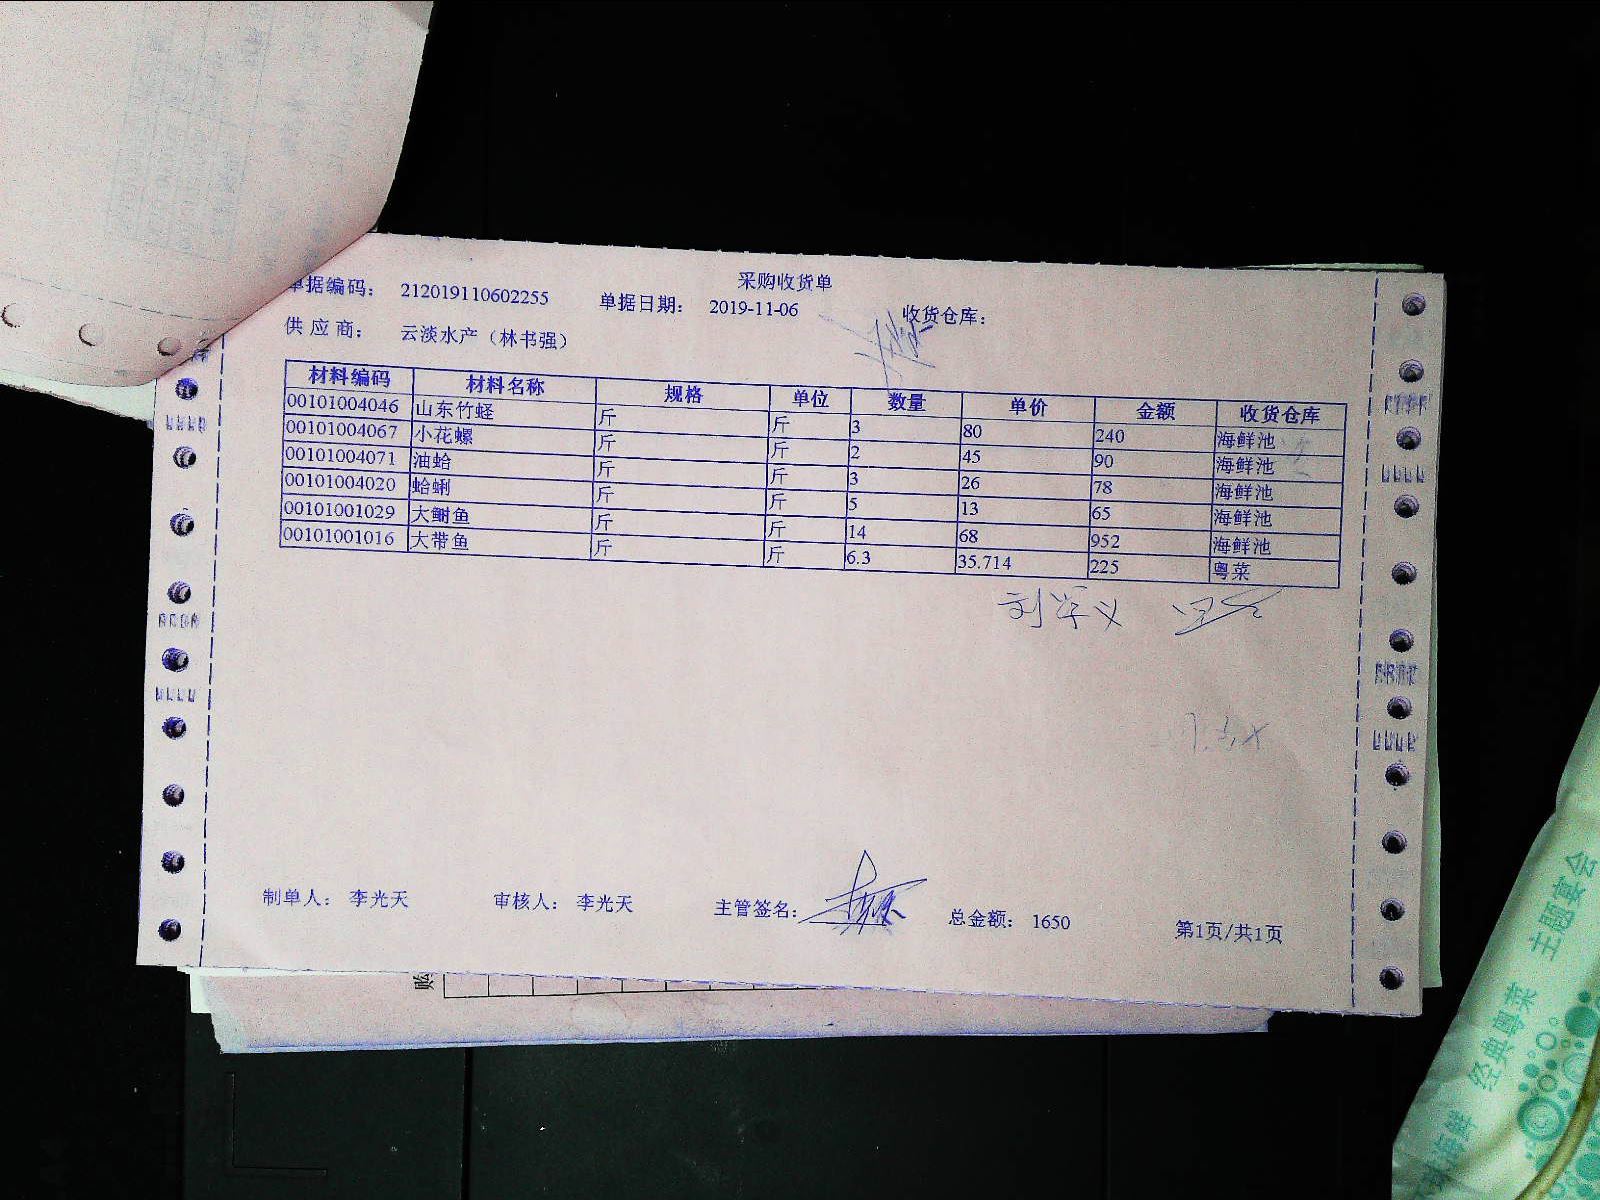 采购收货单
单据编码： 212019110602255 单据日期： 2019-11-06 收货仓库：
供应商： 云淡水产（林书强）
材料编码 材料名称 规格 单位 数量 单价 金额 收货仓库
00101004046 山东竹蛏 斤 斤 3 80 240 海鲜池
00101004067 小花螺 斤 斤 2 45 90 海鲜池
00101004071 油蛤 斤 斤 3 26 78 海鲜池
00101004020 蛤蜊 斤 斤 5 13 65 海鲜池
00101001029 大鲥鱼 斤 斤 14 68 952 海鲜池
00101001016 大带鱼 斤 斤 6.3 35.714 225 粤菜
刘学义
制单人： 李光天 审核人： 李光天 主管签名： 总金额： 1650 第1页/共1页
购
经典粤菜 主题宴会